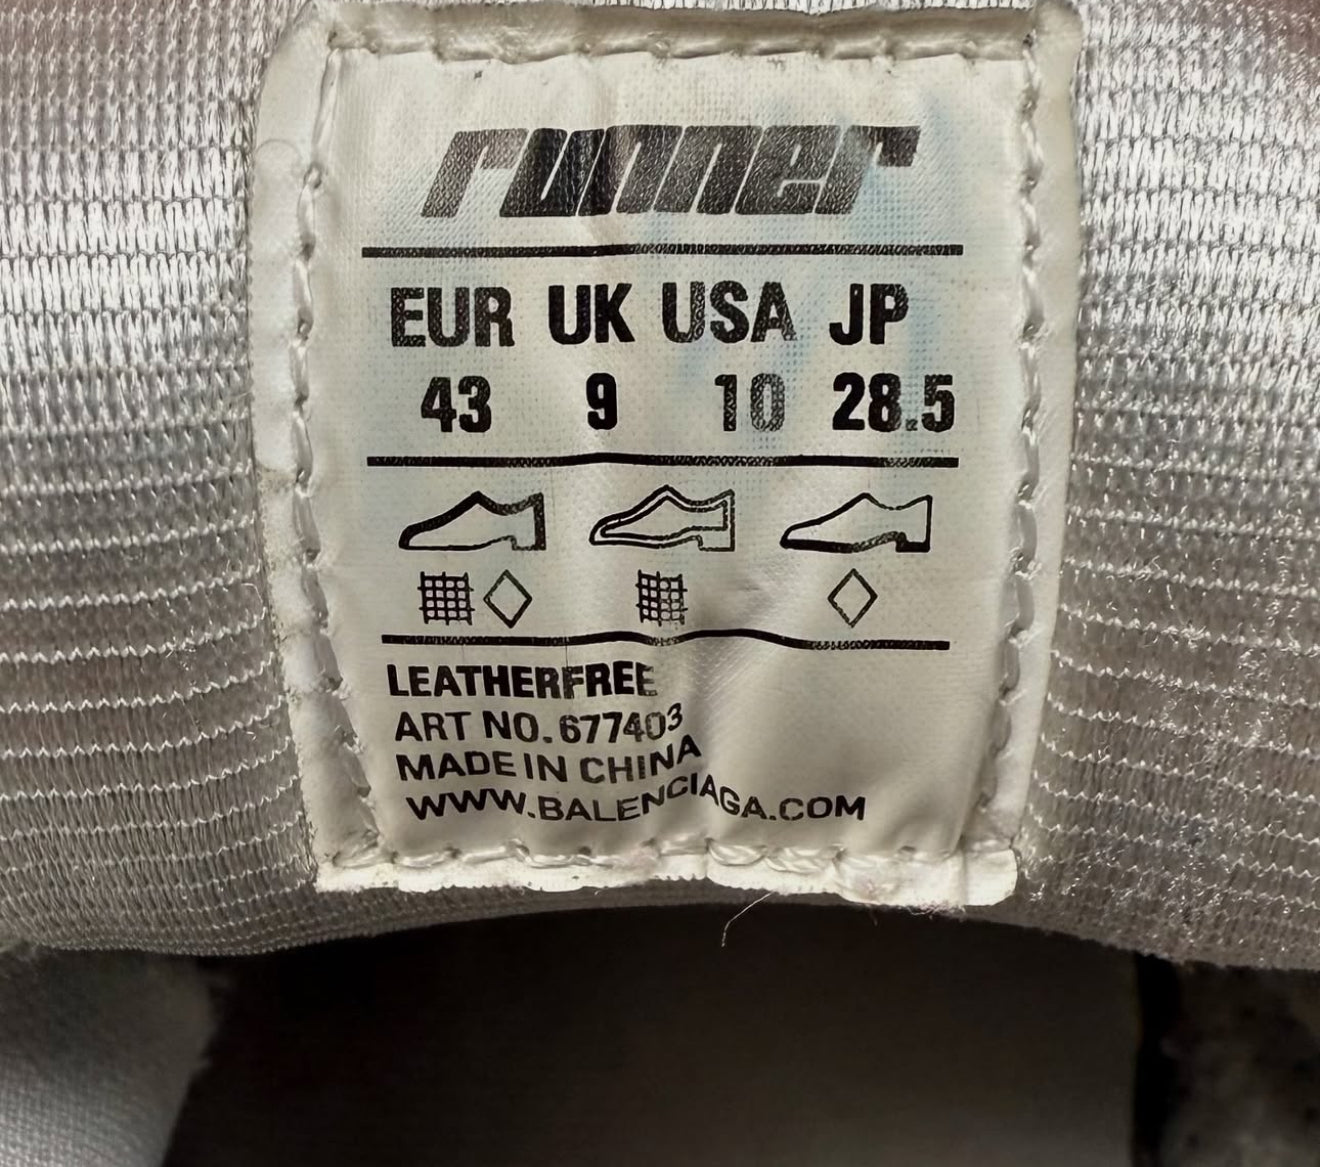 runner
EUR UK USA JP
43 9 10 28.5
LEATHERFREE
ART NO. 677403
MADE IN CHINA
WWW.BALENCIAGA.COM